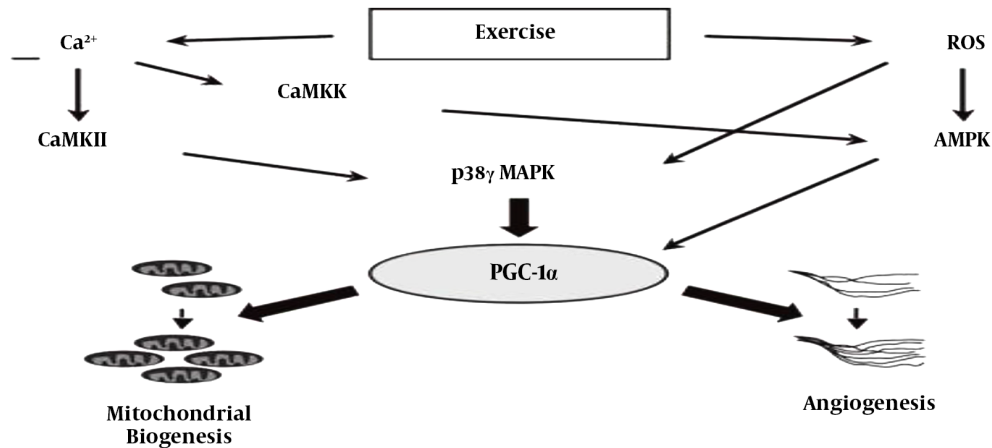 Exercise
Ca²⁺
ROS
CaMKK
CaMKII
AMPK
p38γ MAPK
PGC-1α
Mitochondrial
Biogenesis
Angiogenesis